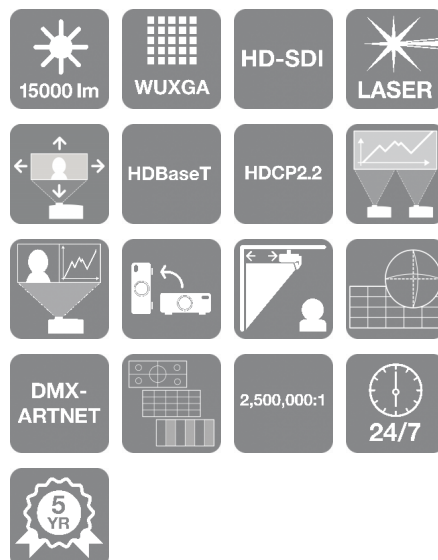 15000 lm
WUXGA
HD-SDI
LASER
HDBaseT
HDCP2.2
DMX-
ARTNET
2,500,000:1
24/7
5
YR